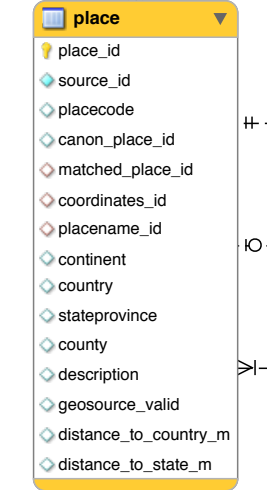 place
place_id
source_id
placecode
canon_place_id
matched_place_id
coordinates_id
placename_id
continent
country
stateprovince
county
description
geosource_valid
distance_to_country_m
distance_to_state_m